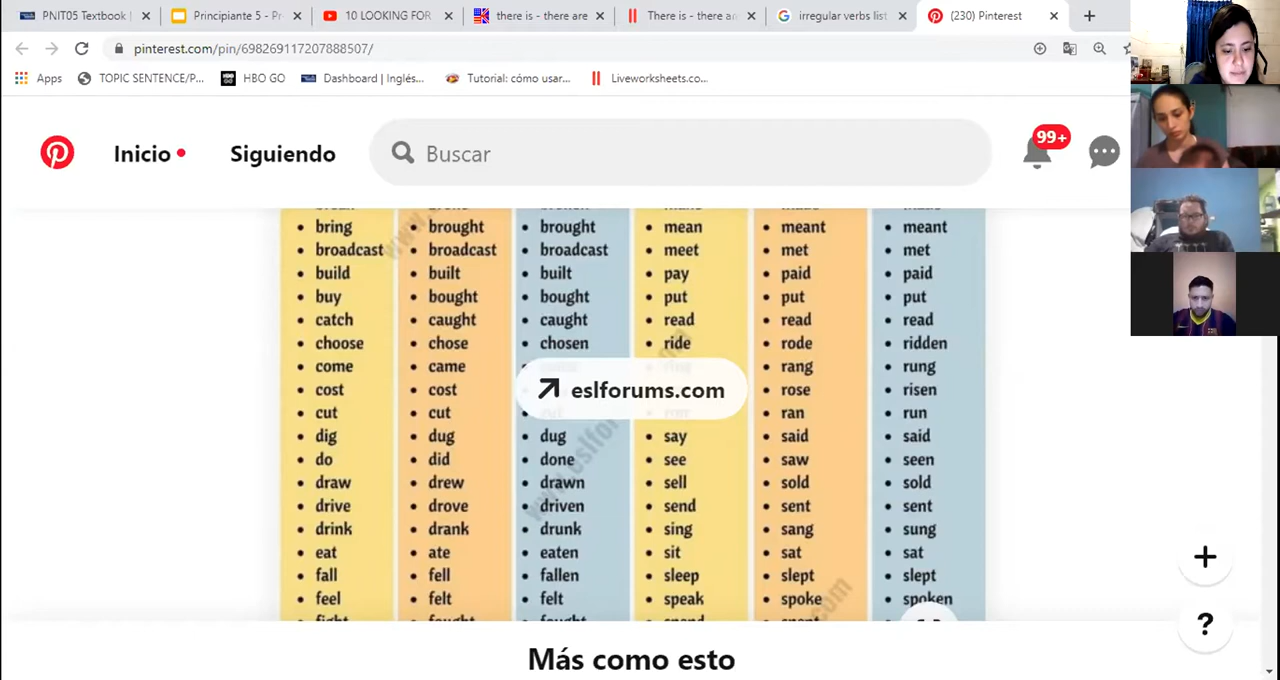 PNIT05 Textbook
Principiante 5 - P
10 LOOKING FOR
there is - there are
There is - there ar
irregular verbs list
(230) Pinterest
pinterest.com/pin/698269117207888507/
Apps
TOPIC SENTENCE/P...
HBO GO
Dashboard | Inglés...
Tutorial: cómo usar...
Liveworksheets.co...
Inicio
Siguiendo
Buscar
99+
bring brought brought mean meant meant
broadcast broadcast broadcast meet met met
build built built pay paid paid
buy bought bought put put put
catch caught caught read read read
choose chose chosen ride rode ridden
come came rang rung
cost cost rose risen
eslforums.com
cut cut ran run
dig dug dug say said said
do did done see saw seen
draw drew drawn sell sold sold
drive drove driven send sent sent
drink drank drunk sing sang sung
eat ate eaten sit sat sat
fall fell fallen sleep slept slept
feel felt felt speak spoke spoken
Más como esto